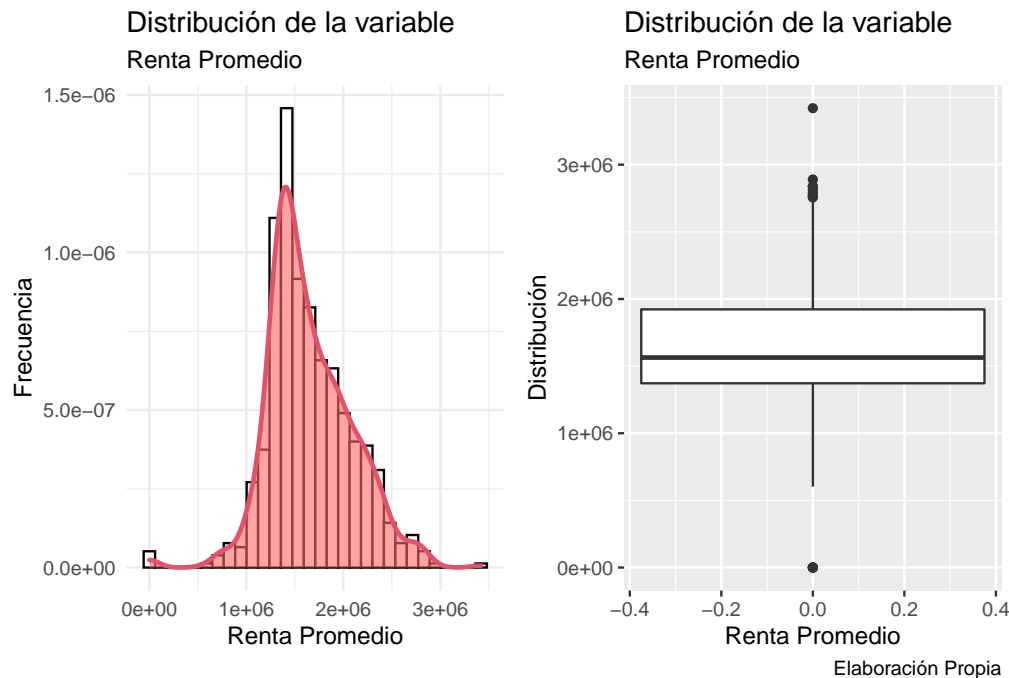 Distribución de la variable
Renta Promedio
1.5e−06
1.0e−06
5.0e−07
0.0e+00
Frecuencia
0e+00 1e+06 2e+06 3e+06
Renta Promedio
Distribución de la variable
Renta Promedio
3e+06
2e+06
1e+06
0e+00
Distribución
−0.4 −0.2 0.0 0.2 0.4
Renta Promedio
Elaboración Propia